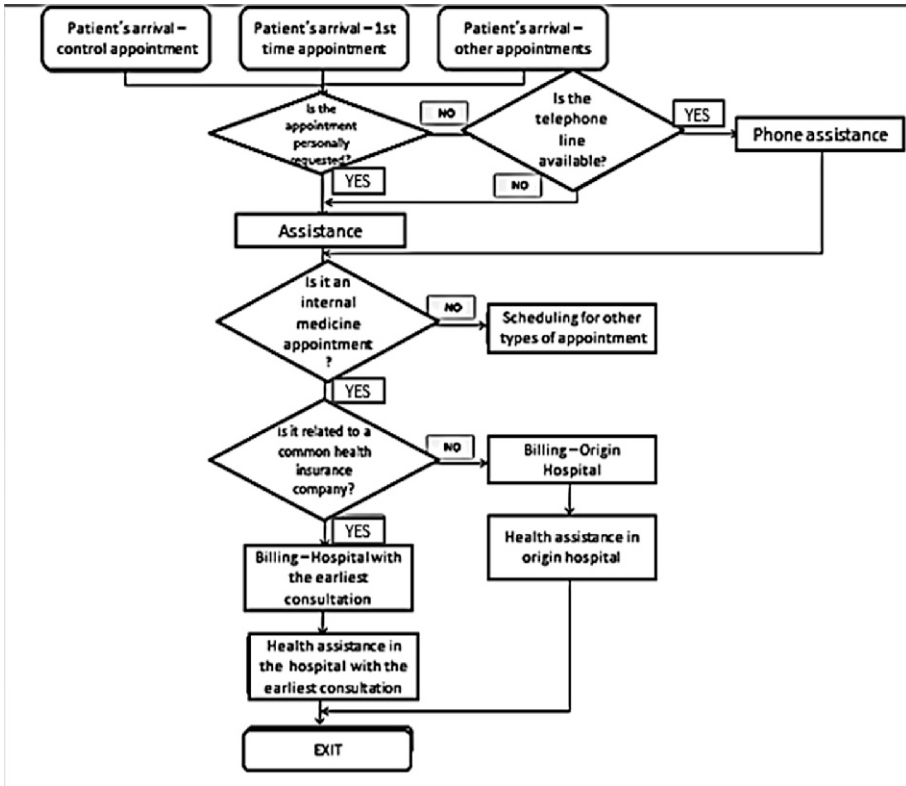 Patient's arrival –
control appointment
Patient's arrival – 1st
time appointment
Patient's arrival –
other appointments
Is the
appointment
personally
requested?
NO
Is the
telephone
line
available?
YES
Phone assistance
YES
NO
Assistance
Is it an
internal
medicine
appointment
?
NO
Scheduling for other
types of appointment
YES
Is it related to a
common health
insurance
company?
NO
Billing – Origin
Hospital
YES
Health assistance in
origin hospital
Billing – Hospital with
the earliest
consultation
Health assistance in
the hospital with the
earliest consultation
EXIT